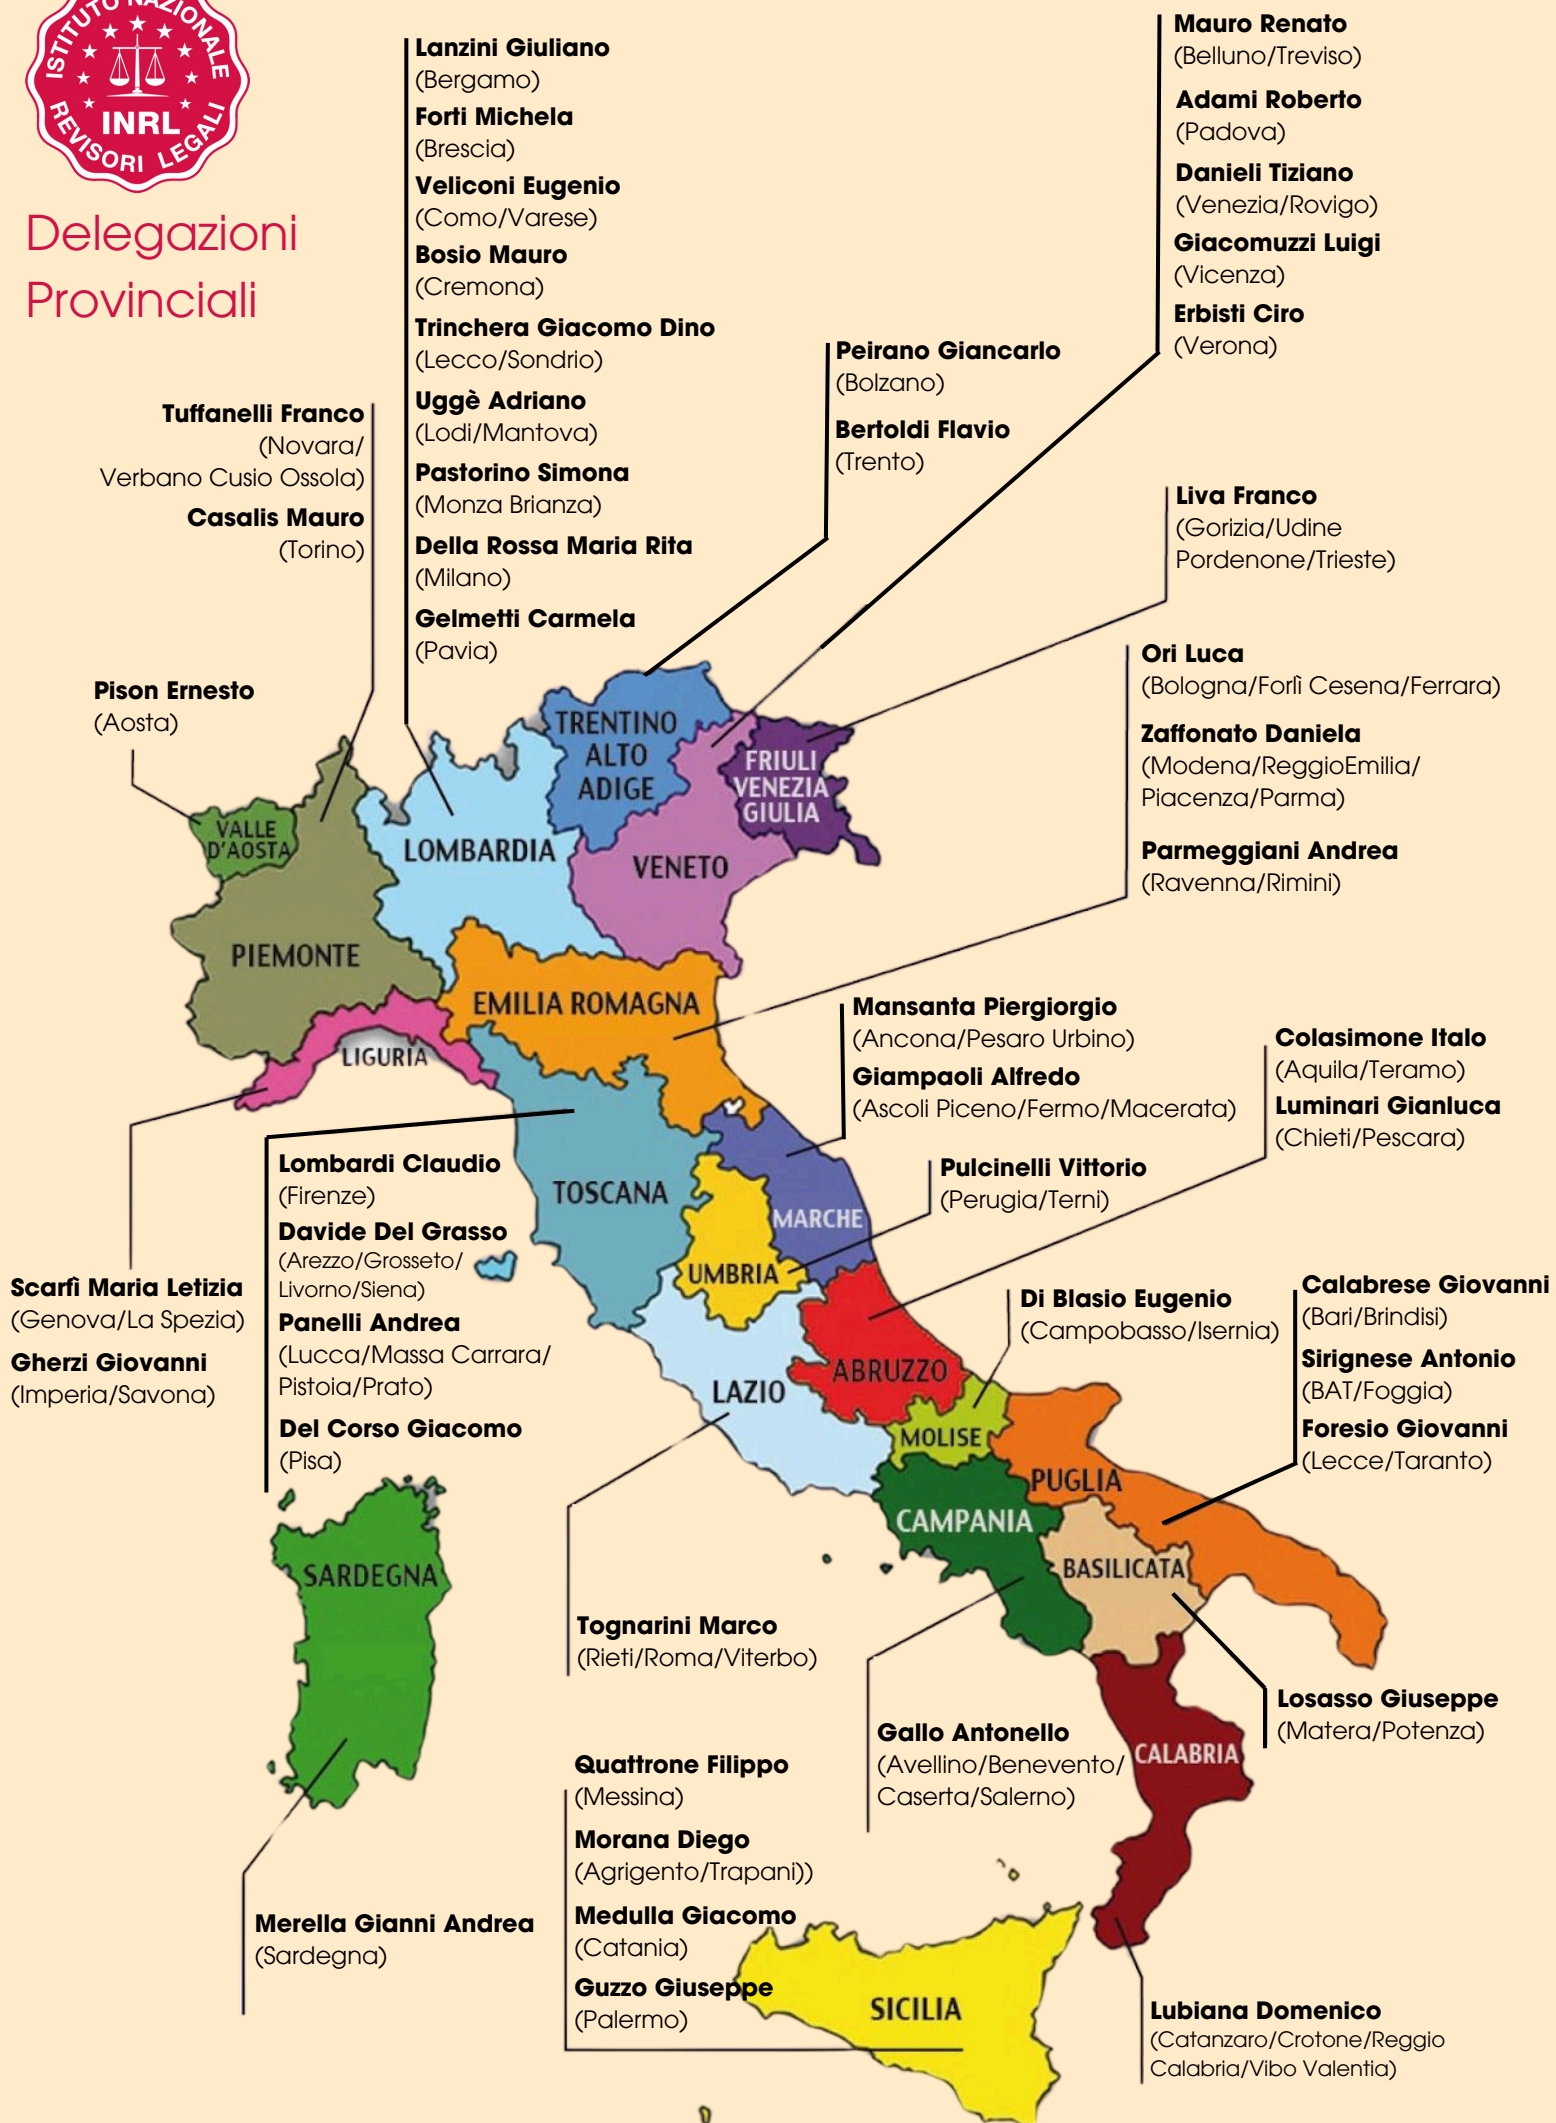 ISTITUTO NAZIONALE
INRL
REVISORI LEGALI
Delegazioni
Provinciali
Lanzini Giuliano
(Bergamo)
Forti Michela
(Brescia)
Veliconi Eugenio
(Como/Varese)
Bosio Mauro
(Cremona)
Trinchera Giacomo Dino
(Lecco/Sondrio)
Uggè Adriano
(Lodi/Mantova)
Pastorino Simona
(Monza Brianza)
Della Rossa Maria Rita
(Milano)
Gelmetti Carmela
(Pavia)
Mauro Renato
(Belluno/Treviso)
Adami Roberto
(Padova)
Danieli Tiziano
(Venezia/Rovigo)
Giacomuzzi Luigi
(Vicenza)
Erbisti Ciro
(Verona)
Peirano Giancarlo
(Bolzano)
Bertoldi Flavio
(Trento)
Tuffanelli Franco
(Novara/
Verbano Cusio Ossola)
Casalis Mauro
(Torino)
Liva Franco
(Gorizia/Udine
Pordenone/Trieste)
Pison Ernesto
(Aosta)
Ori Luca
(Bologna/Forlì Cesena/Ferrara)
Zaffonato Daniela
(Modena/ReggioEmilia/
Piacenza/Parma)
Parmeggiani Andrea
(Ravenna/Rimini)
TRENTINO
ALTO
ADIGE
FRIULI
VENEZIA
GIULIA
VALLE
D'AOSTA
LOMBARDIA
VENETO
PIEMONTE
EMILIA ROMAGNA
LIGURIA
Mansanta Piergiorgio
(Ancona/Pesaro Urbino)
Giampaoli Alfredo
(Ascoli Piceno/Fermo/Macerata)
Colasimone Italo
(Aquila/Teramo)
Luminari Gianluca
(Chieti/Pescara)
Pulcinelli Vittorio
(Perugia/Terni)
Lombardi Claudio
(Firenze)
Davide Del Grasso
(Arezzo/Grosseto/
Livorno/Siena)
Panelli Andrea
(Lucca/Massa Carrara/
Pistoia/Prato)
Del Corso Giacomo
(Pisa)
TOSCANA
MARCHE
UMBRIA
Scarfì Maria Letizia
(Genova/La Spezia)
Gherzi Giovanni
(Imperia/Savona)
Di Blasio Eugenio
(Campobasso/Isernia)
Calabrese Giovanni
(Bari/Brindisi)
Sirignese Antonio
(BAT/Foggia)
Foresio Giovanni
(Lecce/Taranto)
ABRUZZO
LAZIO
MOLISE
PUGLIA
CAMPANIA
BASILICATA
SARDEGNA
Tognarini Marco
(Rieti/Roma/Viterbo)
Losasso Giuseppe
(Matera/Potenza)
Gallo Antonello
(Avellino/Benevento/
Caserta/Salerno)
CALABRIA
Quattrone Filippo
(Messina)
Morana Diego
(Agrigento/Trapani))
Medulla Giacomo
(Catania)
Guzzo Giuseppe
(Palermo)
Merella Gianni Andrea
(Sardegna)
SICILIA
Lubiana Domenico
(Catanzaro/Crotone/Reggio
Calabria/Vibo Valentia)